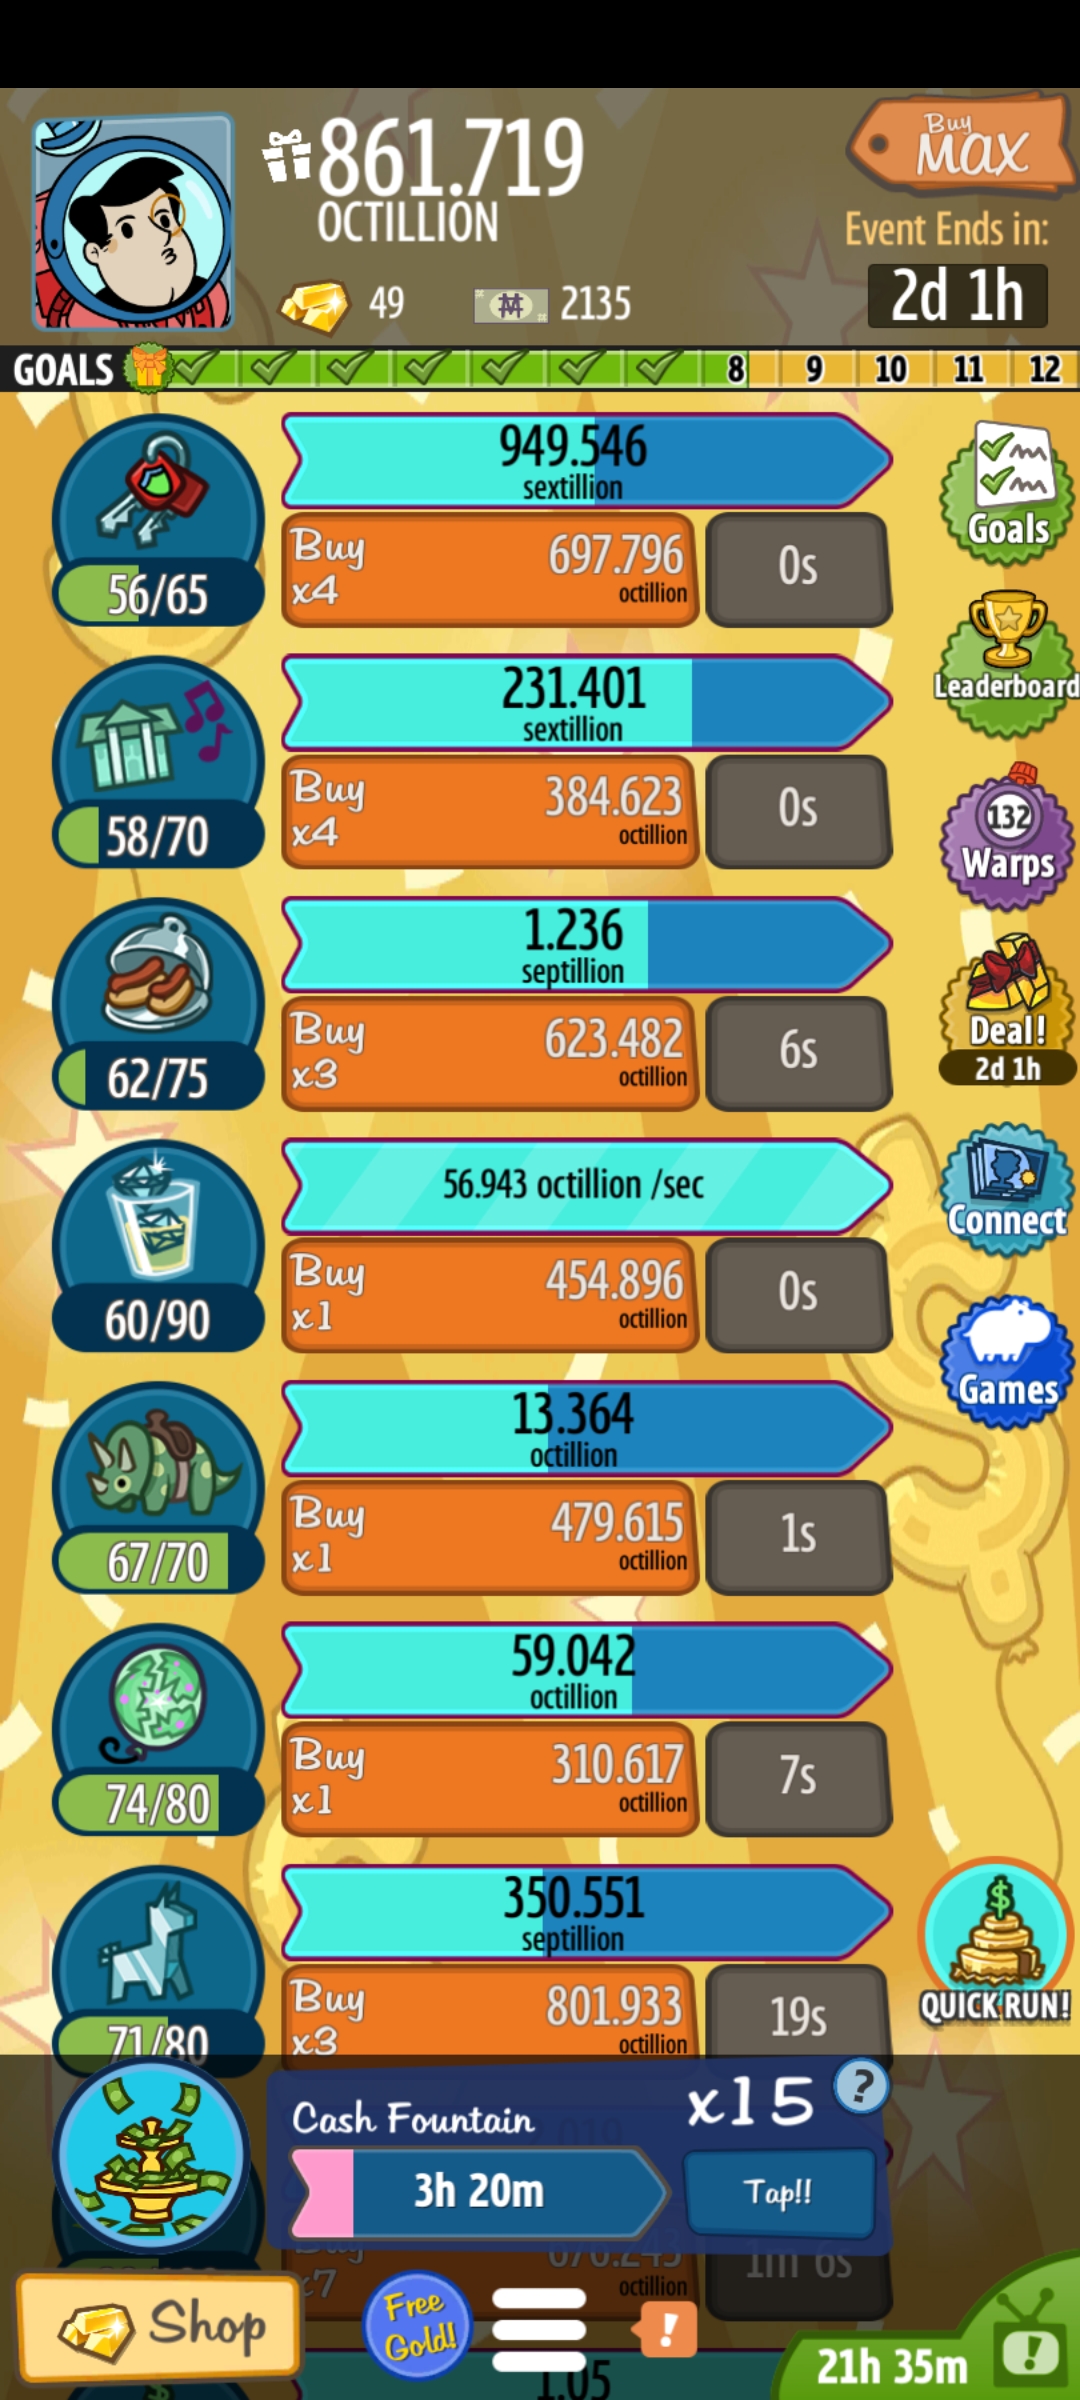 861.719
OCTILLION
49
2135
Buy
MAX
Event Ends in:
2d 1h
GOALS
8 9 10 11 12
949.546
sextillion
56/65
Buy
x4
697.796
octillion
0s
Goals
Leaderboard
231.401
sextillion
58/70
Buy
x4
384.623
octillion
0s
132
Warps
1.236
septillion
62/75
Buy
x3
623.482
octillion
6s
Deal!
2d 1h
56.943 octillion /sec
60/90
Buy
x1
454.896
octillion
0s
Connect
Games
13.364
octillion
67/70
Buy
x1
479.615
octillion
1s
59.042
octillion
74/80
Buy
x1
310.617
octillion
7s
350.551
septillion
71/80
Buy
x3
801.933
octillion
19s
QUICK RUN!
Cash Fountain
x15
?
3h 20m
Tap!!
Buy
x7
octillion
1m 6s
Shop
Free
Gold!
!
21h 35m
!
1.05